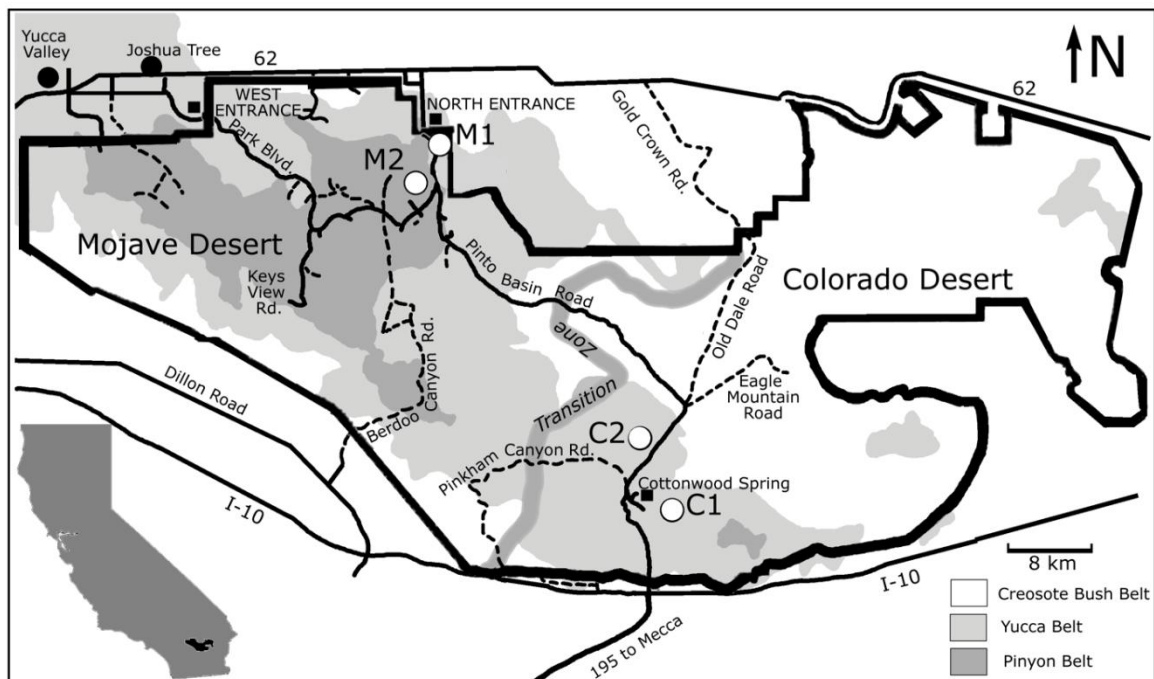 Yucca
Valley
Joshua Tree
62
N
WEST
ENTRANCE
NORTH ENTRANCE
62
Park Blvd.
M1
M2
Gold Crown Rd.
Mojave Desert
Keys
View
Rd.
Pinto Basin Road
Colorado Desert
Old Dale Road
Zone
Transition
Eagle
Mountain
Road
Dillon Road
Berdoo Canyon Rd.
C2
Pinkham Canyon Rd.
Cottonwood Spring
C1
I-10
8 km
I-10
Creosote Bush Belt
Yucca Belt
Pinyon Belt
195 to Mecca